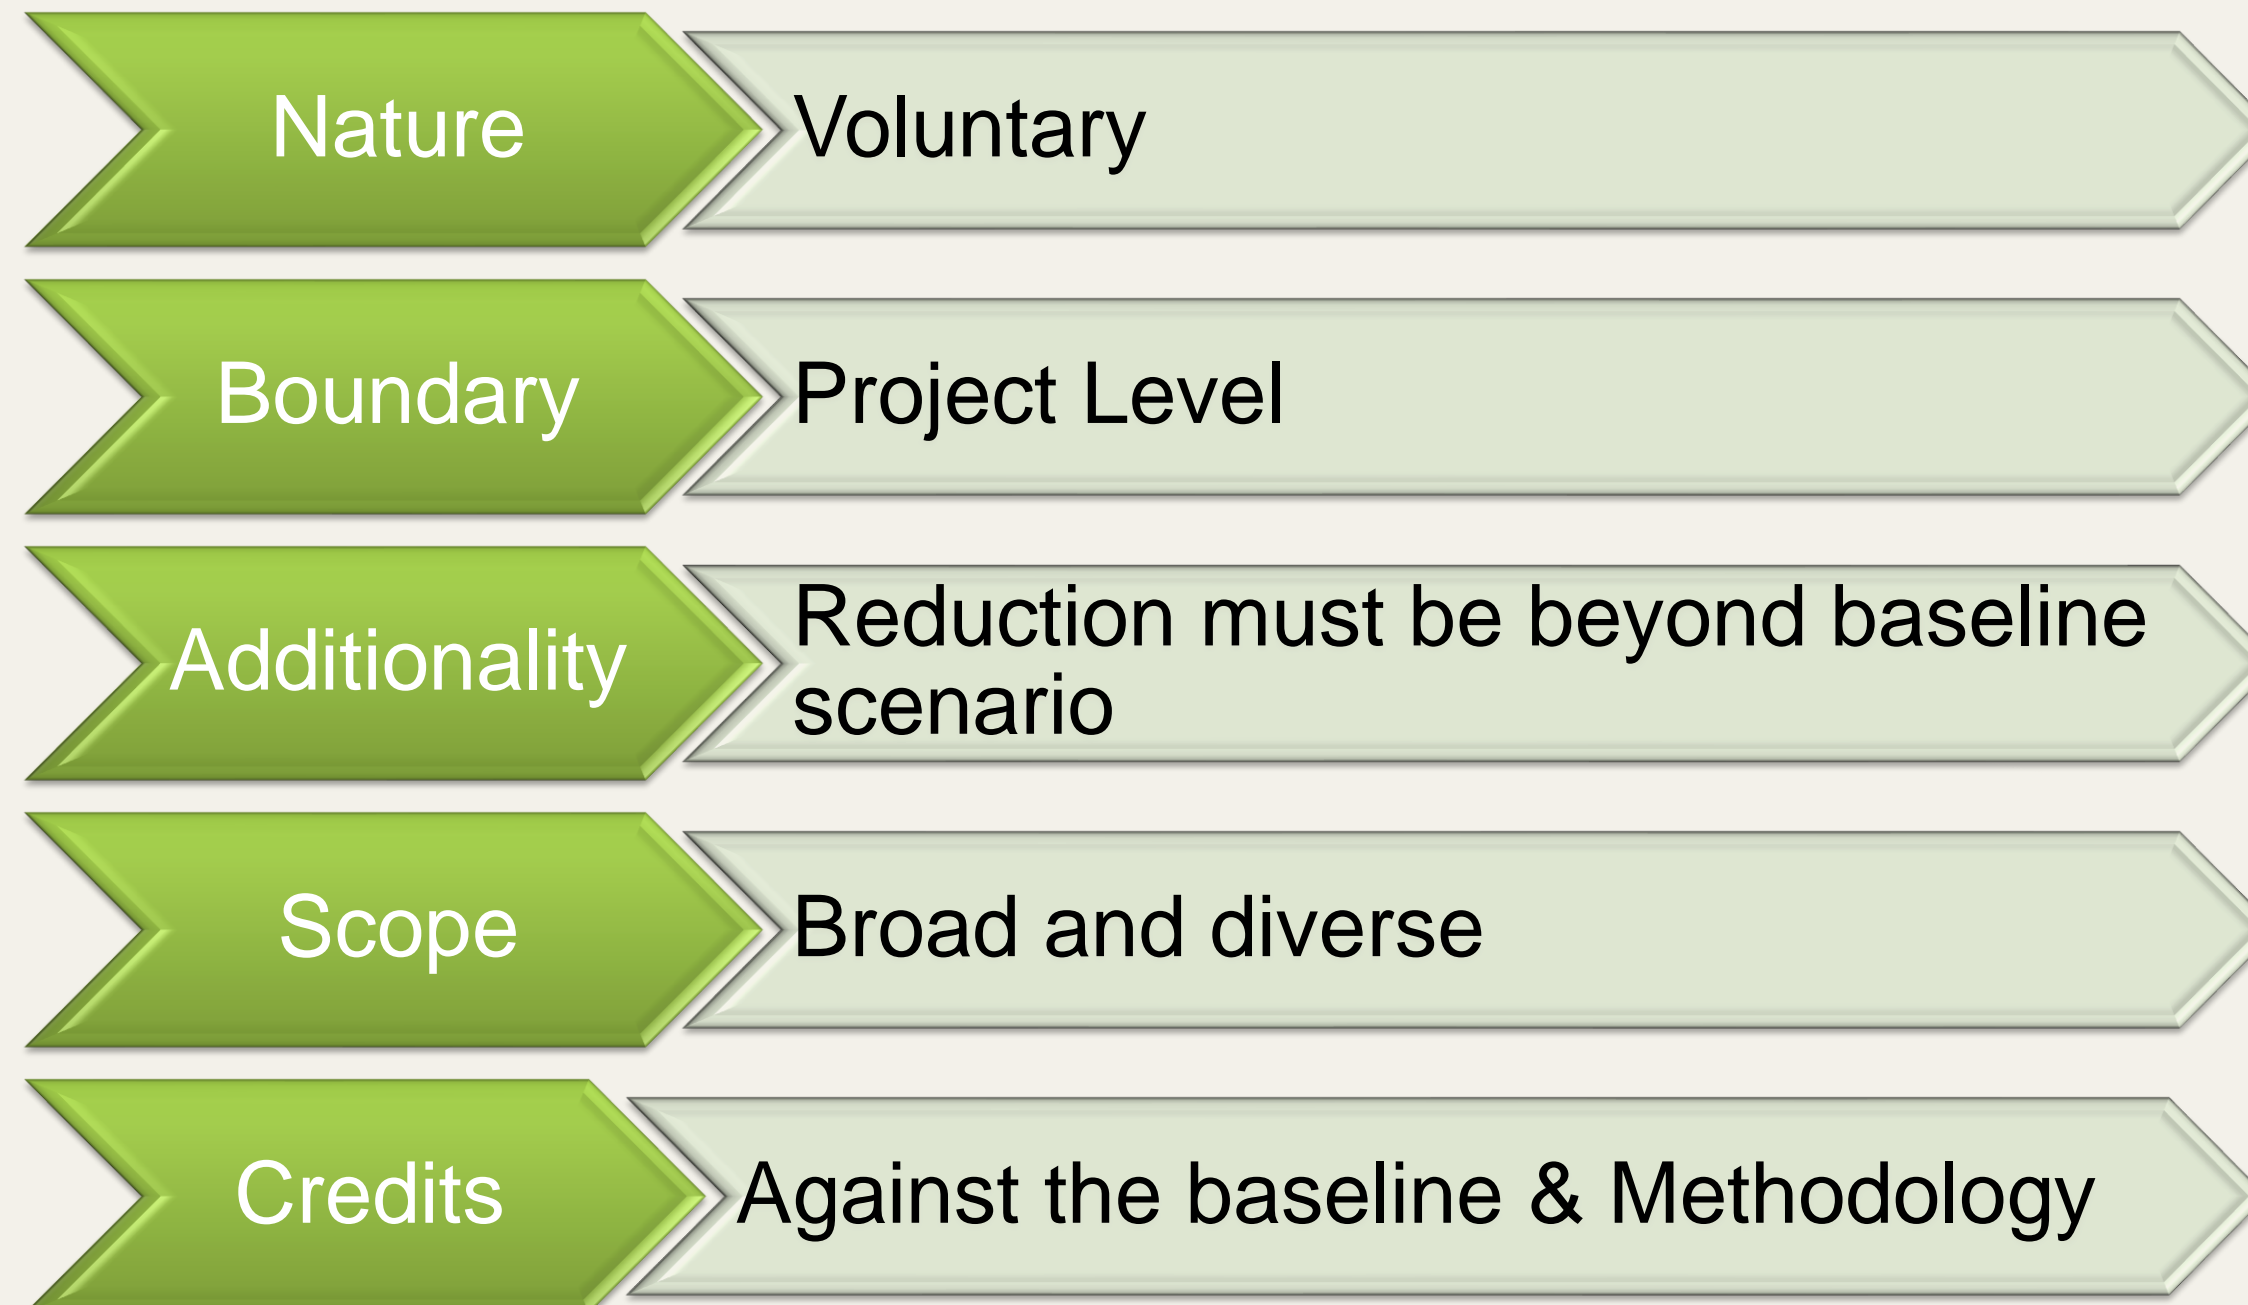 Nature
Voluntary
Boundary
Project Level
Additionality
Reduction must be beyond baseline
scenario
Scope
Broad and diverse
Credits
Against the baseline & Methodology